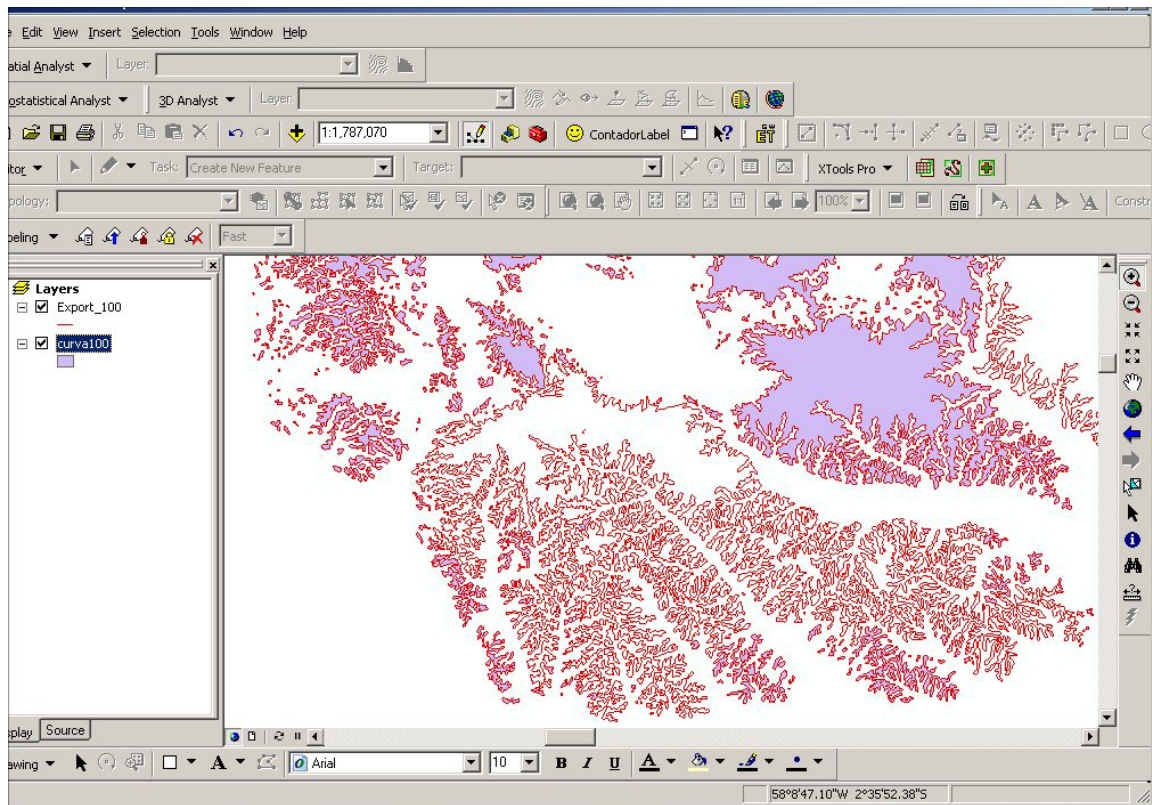 Edit View Insert Selection Tools Window Help
atial Analyst Layer:
ostatistical Analyst 3D Analyst Layer:
1:1,787,070 ContadorLabel
itor Task: Create New Feature Target: XTools Pro
pology: 100% Constr
beling Fast
Layers
Export_100
curva100
splay Source
awing A Arial 10 B I U A
58°8'47.10"W 2°35'52.38"S